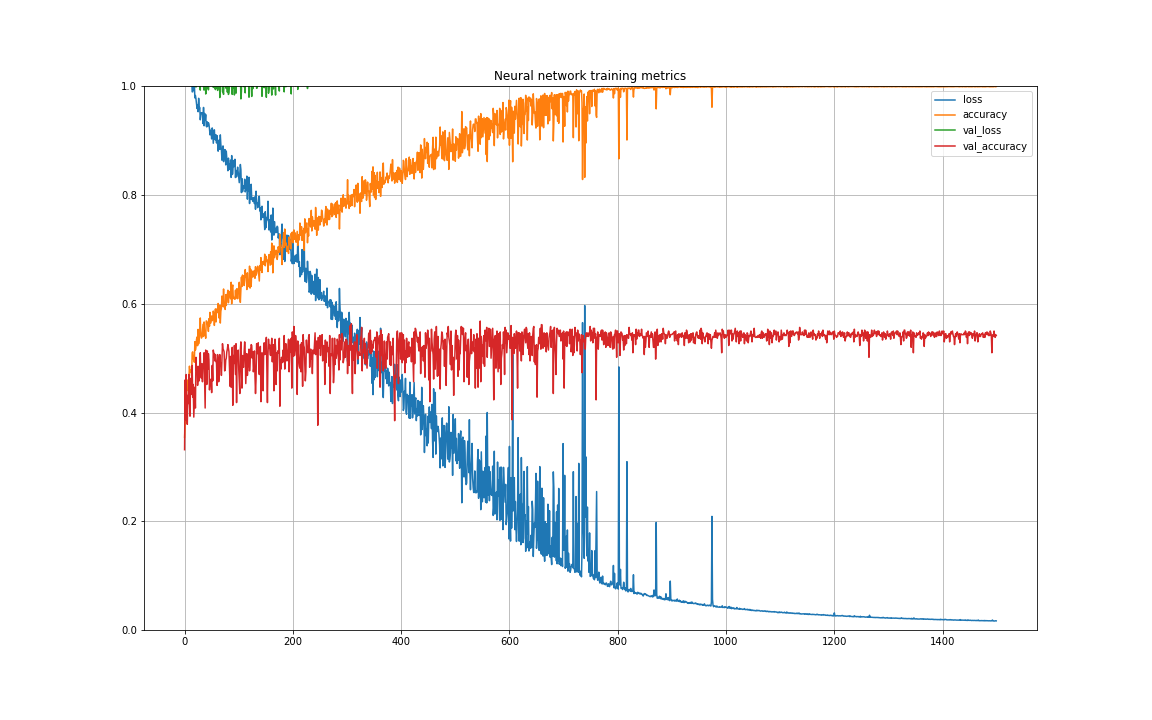 Neural network training metrics
1.0
0.8
0.6
0.4
0.2
0.0
loss
accuracy
val_loss
val_accuracy
0 200 400 600 800 1000 1200 1400